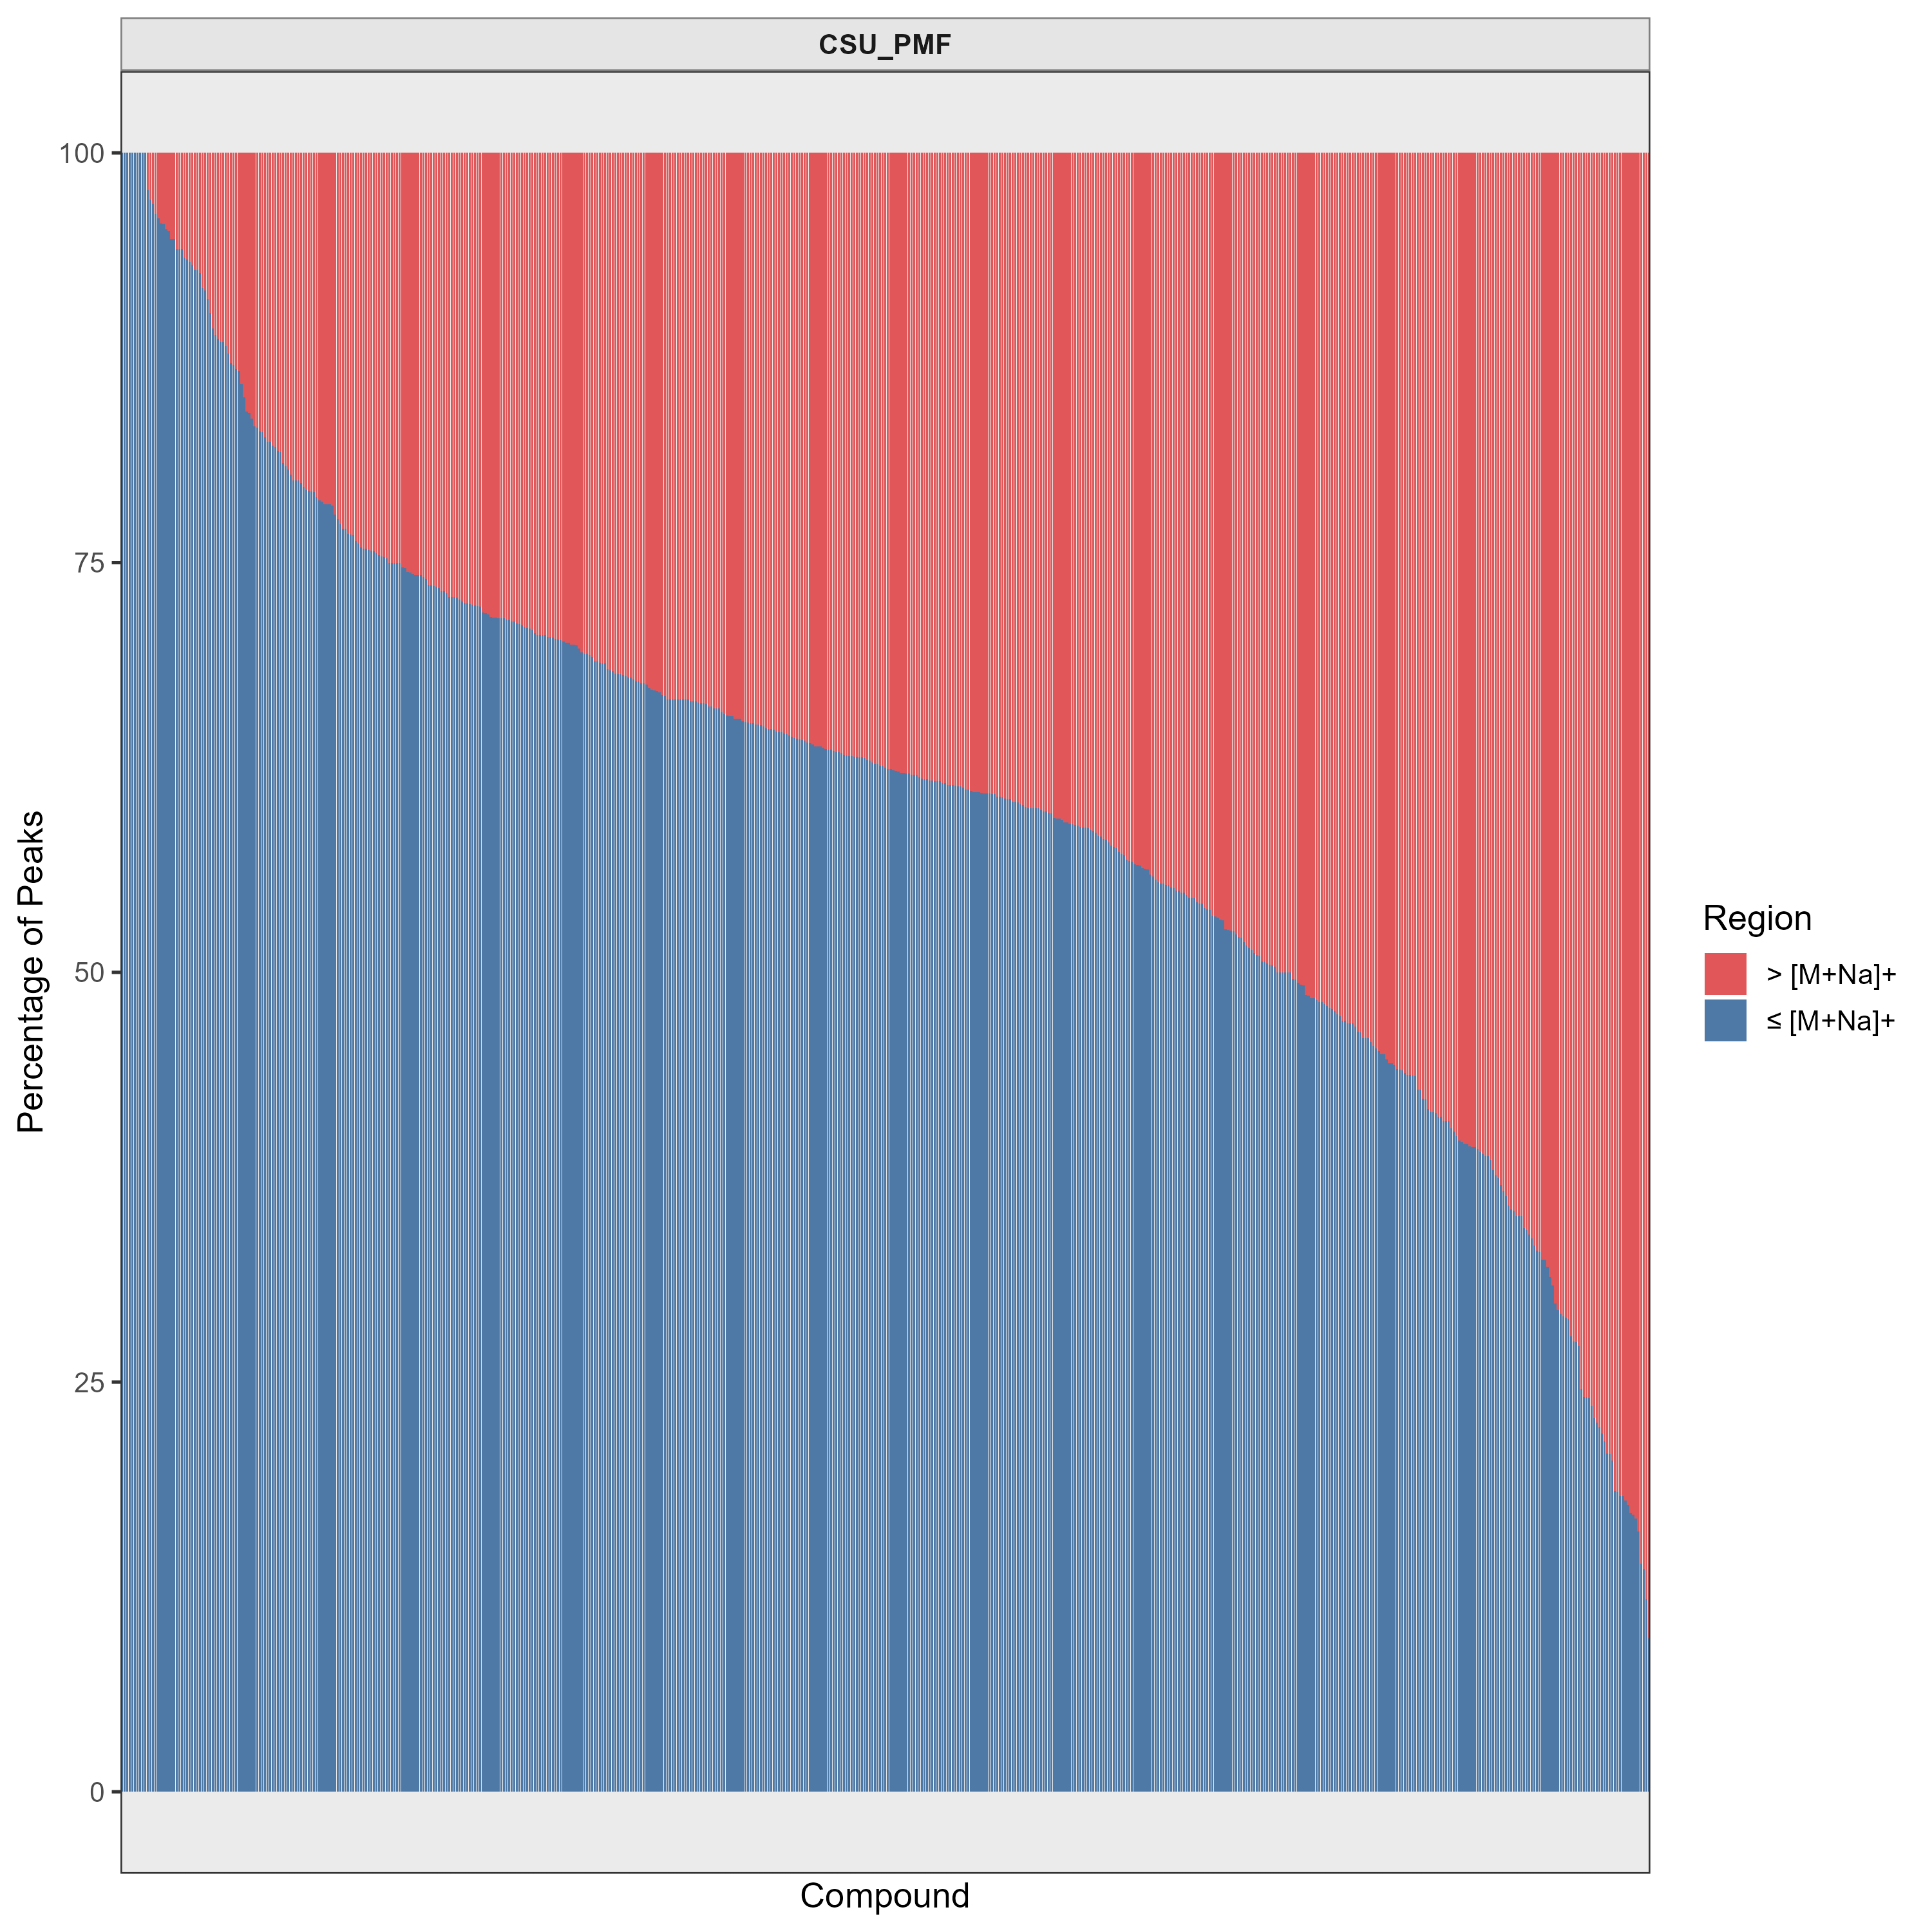 CSU_PMF
100
75
50
25
0
Percentage of Peaks
Compound
Region
> [M+Na]+
≤ [M+Na]+